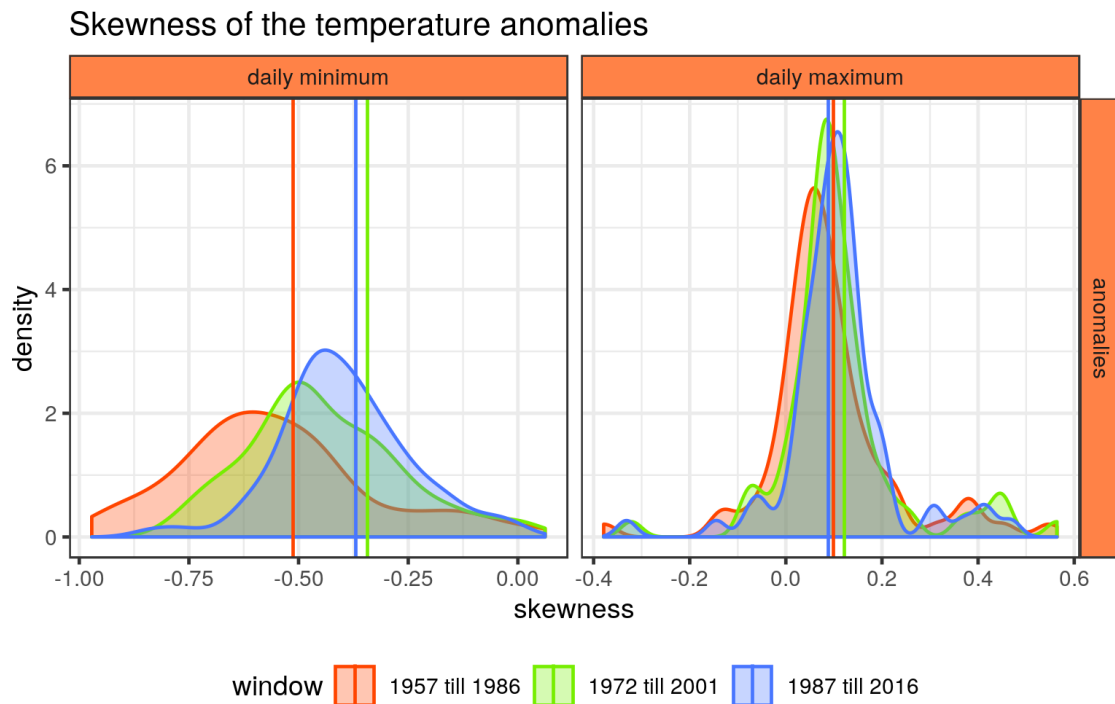 Skewness of the temperature anomalies
daily minimum
daily maximum
anomalies
density
6
4
2
0
-1.00 -0.75 -0.50 -0.25 0.00
-0.4 -0.2 0.0 0.2 0.4 0.6
skewness
window 1957 till 1986 1972 till 2001 1987 till 2016